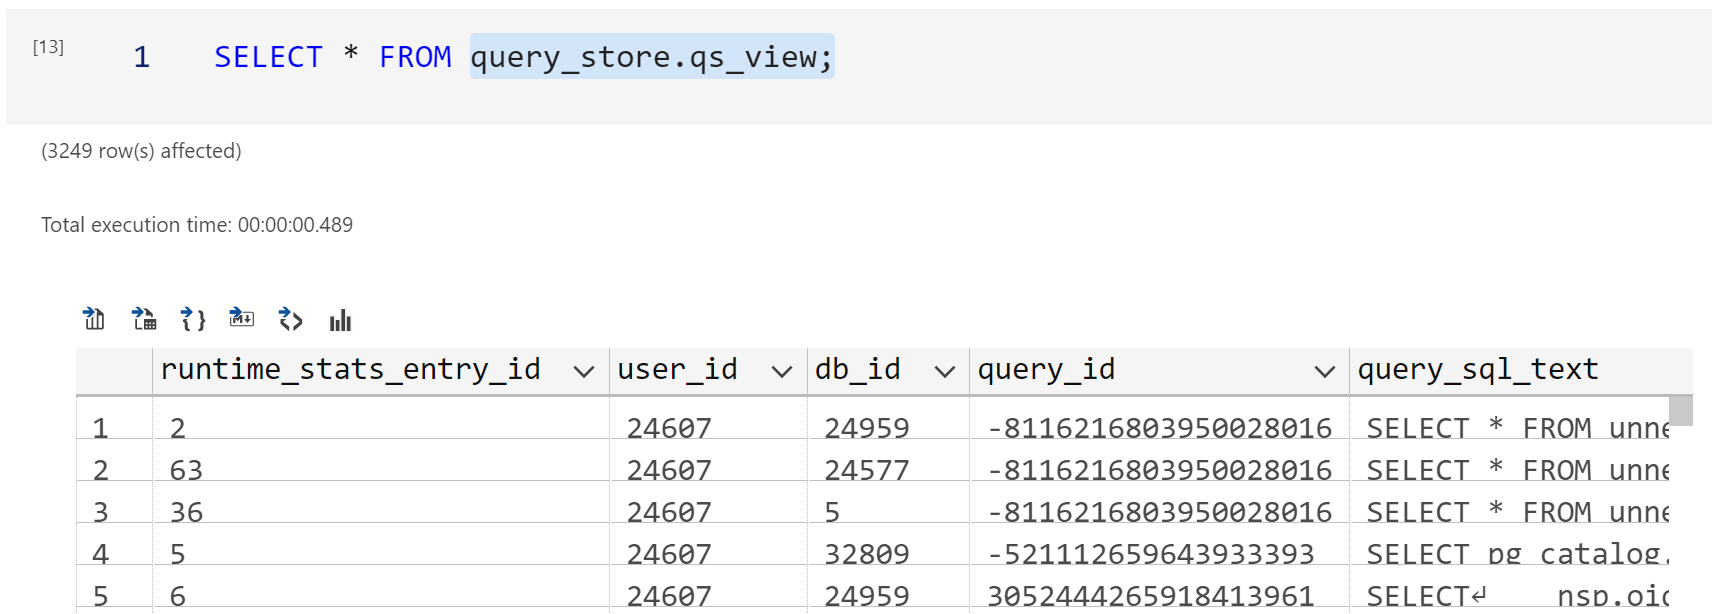 [13] 1 SELECT * FROM query_store.qs_view;
(3249 row(s) affected)
Total execution time: 00:00:00.489
runtime_stats_entry_id user_id db_id query_id query_sql_text
1 2 24607 24959 -8116216803950028016 SELECT * FROM unne
2 63 24607 24577 -8116216803950028016 SELECT * FROM unne
3 36 24607 5 -8116216803950028016 SELECT * FROM unne
4 5 24607 32809 -521112659643933393 SELECT pg_catalog.
5 6 24607 24959 3052444265918413961 SELECT↵ nsp.oid